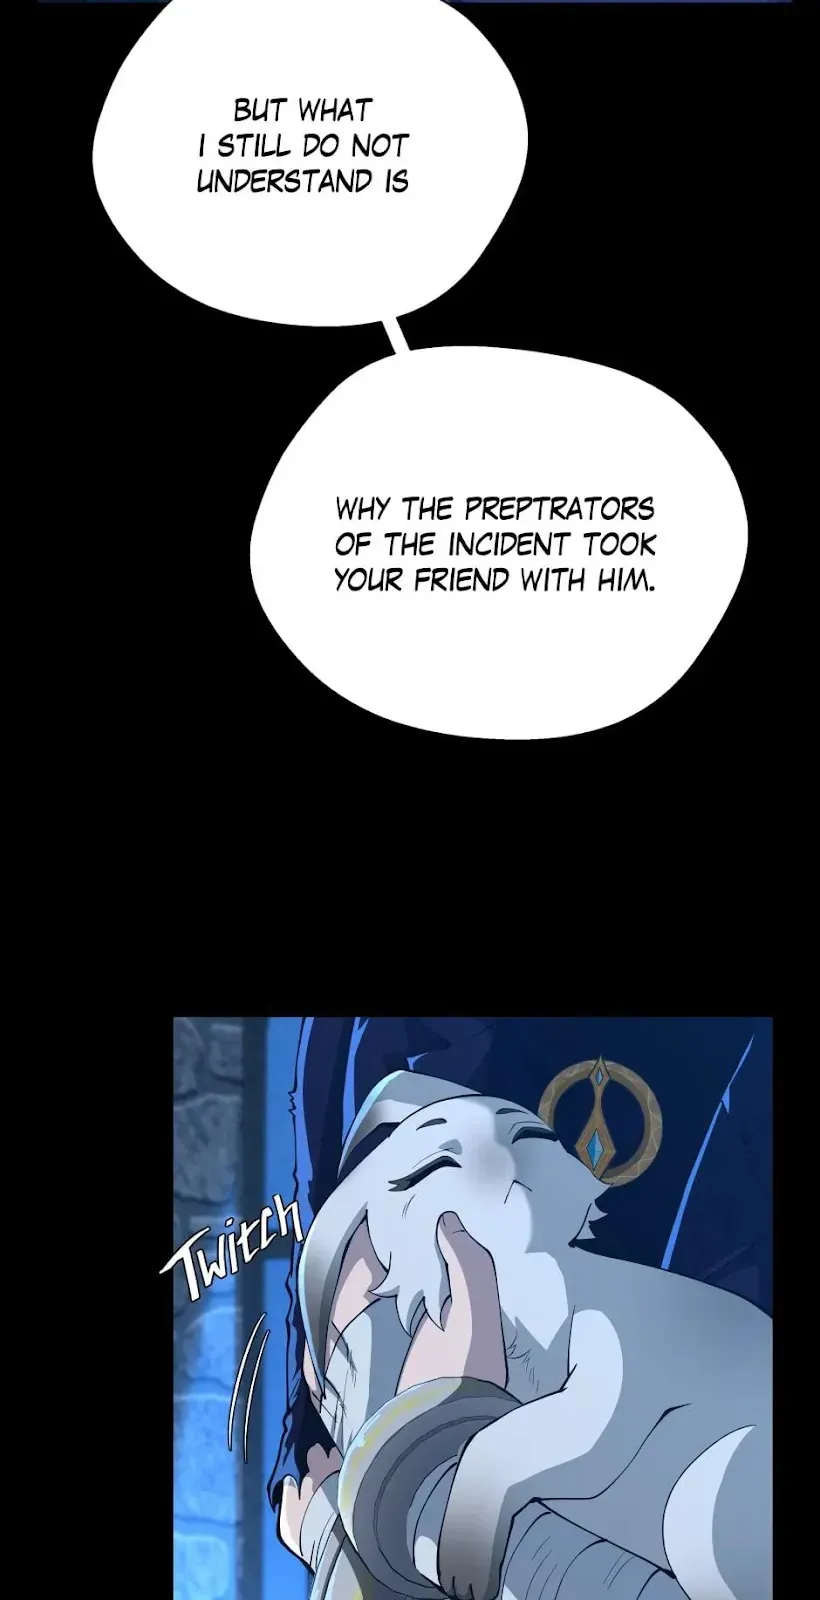 BUT WHAT
I STILL DO NOT
UNDERSTAND IS
WHY THE PREPTRATORS
OF THE INCIDENT TOOK
YOUR FRIEND WITH HIM.
TWITCH